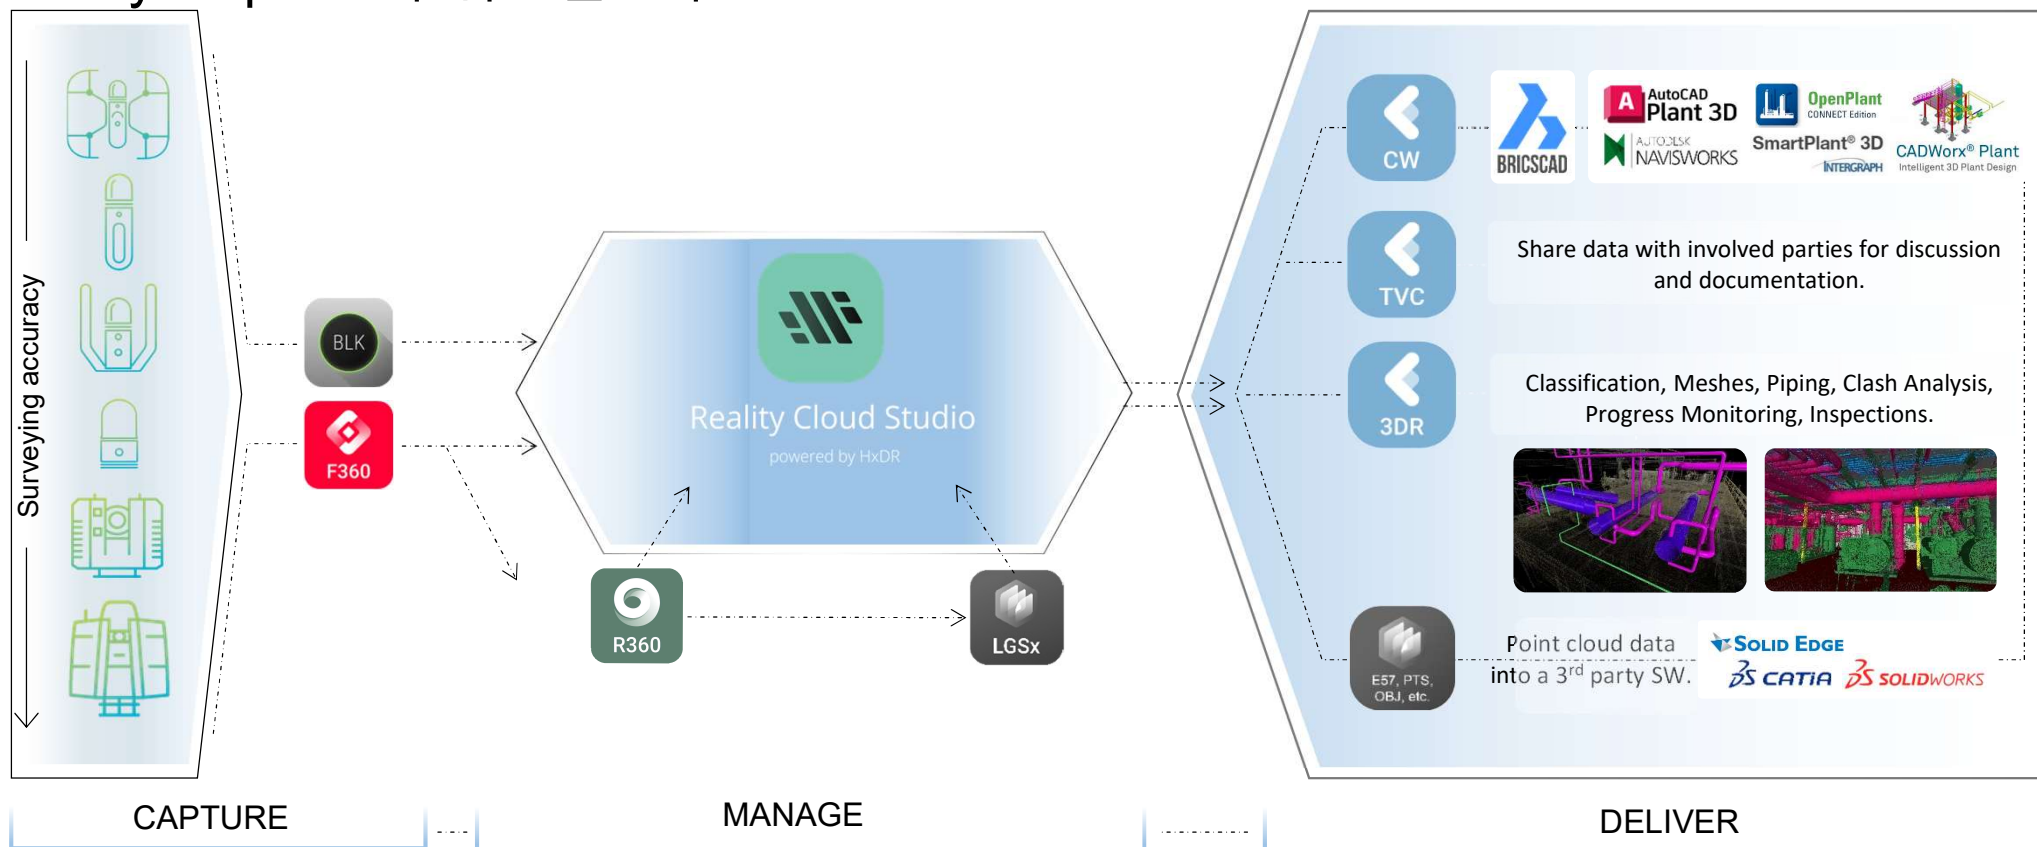 Surveying accuracy
BLK
F360
Reality Cloud Studio
powered by HxDR
R360
LGSx
CW
BRICSCAD
A AutoCAD
Plant 3D
AUTODESK
NAVISWORKS
OpenPlant
CONNECT Edition
SmartPlant® 3D
INTERGRAPH
CADWorx® Plant
Intelligent 3D Plant Design
TVC
Share data with involved parties for discussion
and documentation.
3DR
Classification, Meshes, Piping, Clash Analysis,
Progress Monitoring, Inspections.
E57, PTS,
OBJ, etc.
Point cloud data
into a 3rd party SW.
SOLID EDGE
CATIA
SOLIDWORKS
CAPTURE
MANAGE
DELIVER